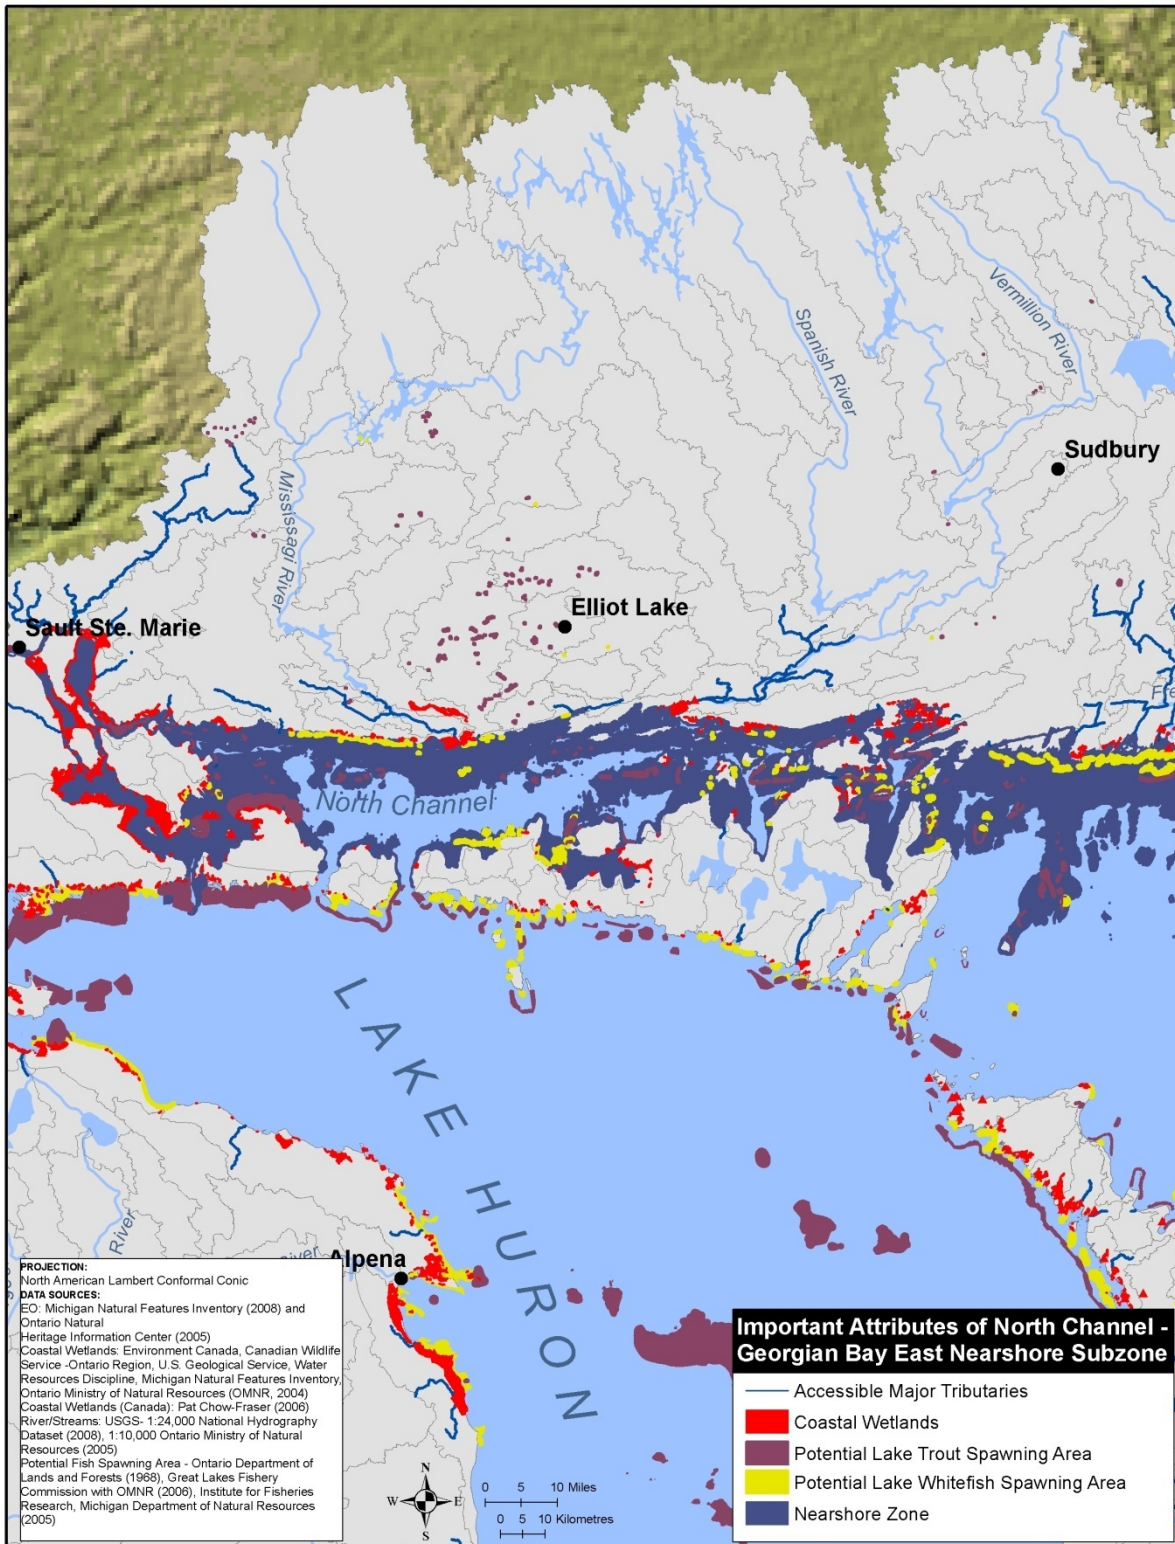 Vermillion River
Spanish River
Sudbury
Mississagi River
Elliot Lake
Sault Ste. Marie
North Channel
LAKE HURON
River
Alpena
PROJECTION:
North American Lambert Conformal Conic
DATA SOURCES:
EO: Michigan Natural Features Inventory (2008) and
Ontario Natural
Heritage Information Center (2005)
Coastal Wetlands: Environment Canada, Canadian Wildlife
Service -Ontario Region, U.S. Geological Service, Water
Resources Discipline, Michigan Natural Features Inventory,
Ontario Ministry of Natural Resources (OMNR, 2004)
Coastal Wetlands (Canada): Pat Chow-Fraser (2006)
River/Streams: USGS- 1:24,000 National Hydrography
Dataset (2008), 1:10,000 Ontario Ministry of Natural
Resources (2005)
Potential Fish Spawning Area - Ontario Department of
Lands and Forests (1968), Great Lakes Fishery
Commission with OMNR (2006), Institute for Fisheries
Research, Michigan Department of Natural Resources
(2005)
N
W E
S
0 5 10 Miles
0 5 10 Kilometres
Important Attributes of North Channel -
Georgian Bay East Nearshore Subzone
Accessible Major Tributaries
Coastal Wetlands
Potential Lake Trout Spawning Area
Potential Lake Whitefish Spawning Area
Nearshore Zone